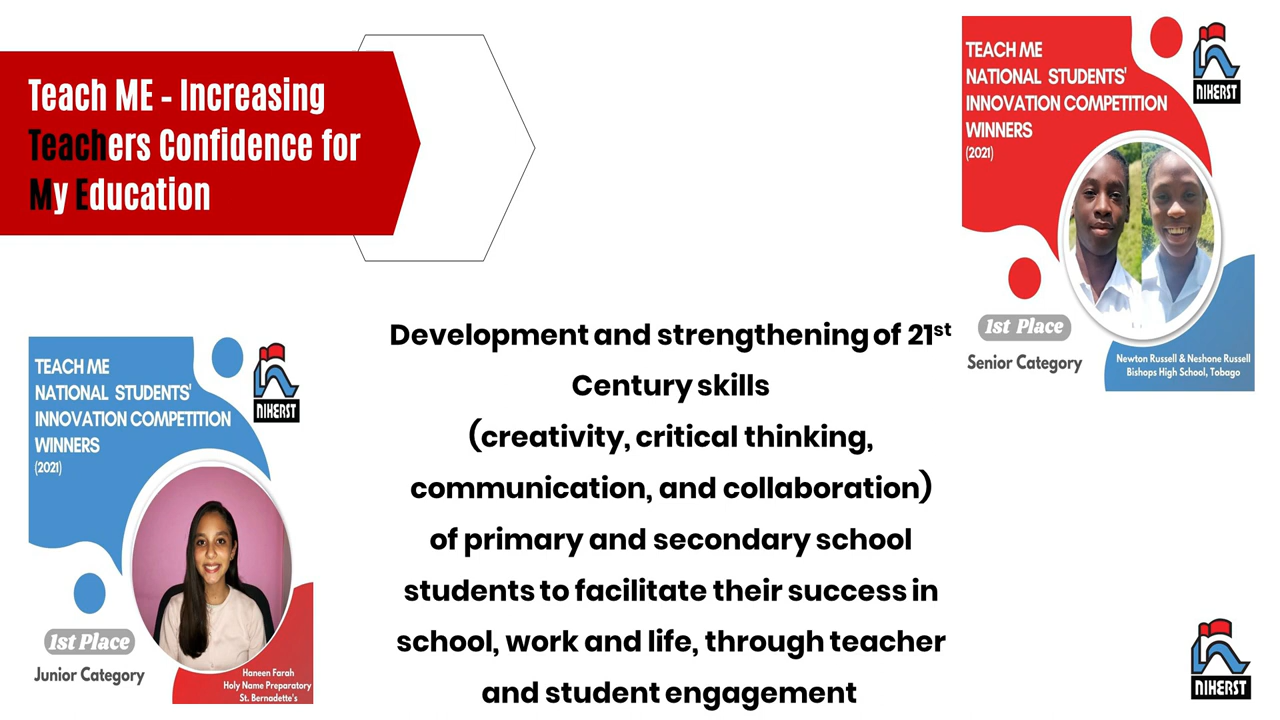 Teach ME - Increasing
Teachers Confidence for
My Education
TEACH ME
NATIONAL STUDENTS'
INNOVATION COMPETITION
WINNERS
(2021)
NIHERST
1st Place
Senior Category
Newton Russell & Neshone Russell
Bishops High School, Tobago
TEACH ME
NATIONAL STUDENTS'
INNOVATION COMPETITION
WINNERS
(2021)
NIHERST
1st Place
Junior Category
Haneen Farah
Holy Name Preparatory
St. Bernadette's
Development and strengthening of 21st
Century skills
(creativity, critical thinking,
communication, and collaboration)
of primary and secondary school
students to facilitate their success in
school, work and life, through teacher
and student engagement
NIHERST